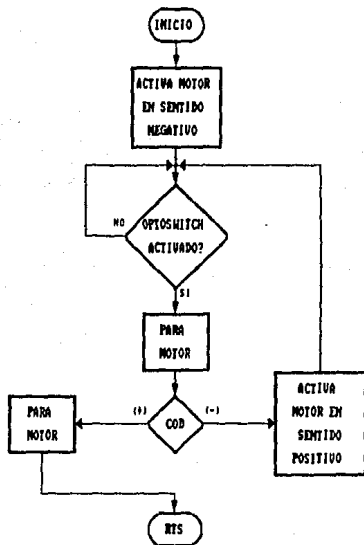 INICIO
ACTIVA MOTOR
EN SENTIDO
NEGATIVO
NO
OPTOSWITCH
ACTIVADO?
SI
PARA
MOTOR
PARA
MOTOR
(+)
COD
(-)
ACTIVA
MOTOR EN
SENTIDO
POSITIVO
RTS